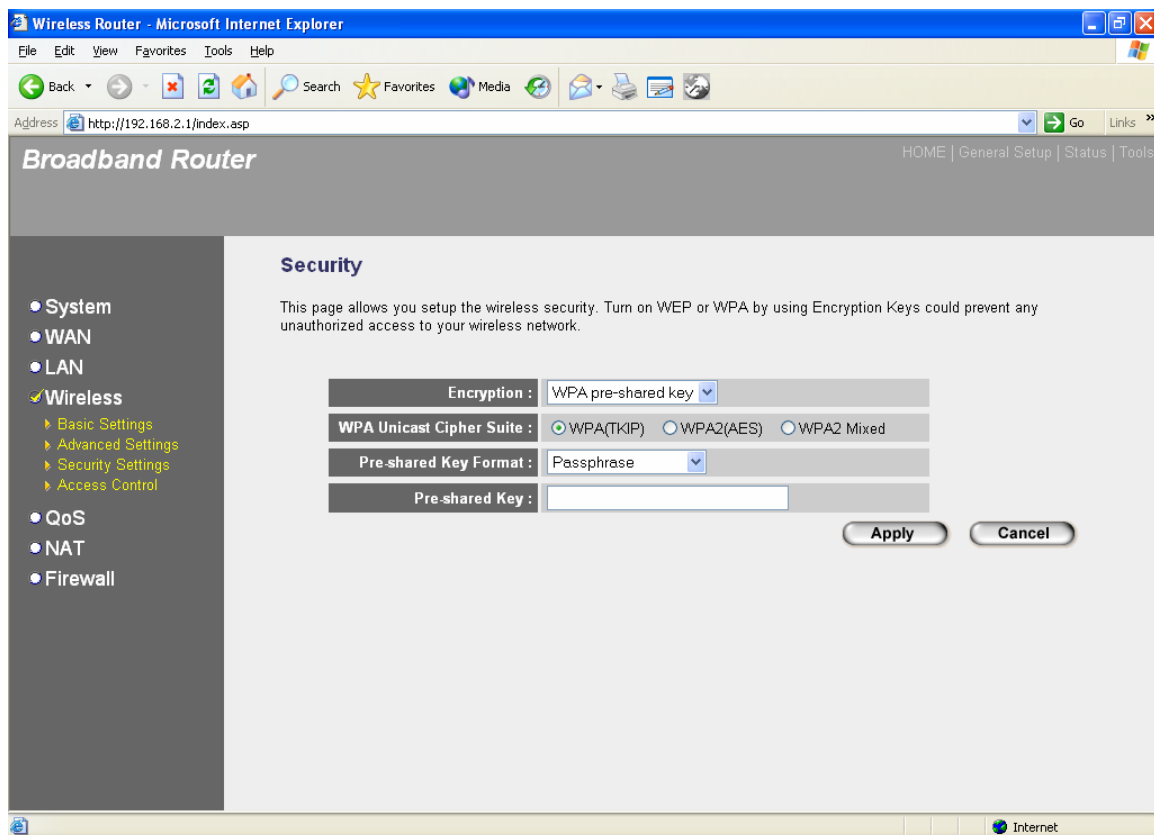 Wireless Router - Microsoft Internet Explorer
File Edit View Favorites Tools Help
Back Search Favorites Media
Address http://192.168.2.1/index.asp Go Links »
Broadband Router
HOME | General Setup | Status | Tools
System
WAN
LAN
Wireless
Basic Settings
Advanced Settings
Security Settings
Access Control
QoS
NAT
Firewall
Security
This page allows you setup the wireless security. Turn on WEP or WPA by using Encryption Keys could prevent any
unauthorized access to your wireless network.
Encryption : WPA pre-shared key
WPA Unicast Cipher Suite : WPA(TKIP) WPA2(AES) WPA2 Mixed
Pre-shared Key Format : Passphrase
Pre-shared Key :
Apply Cancel
Internet